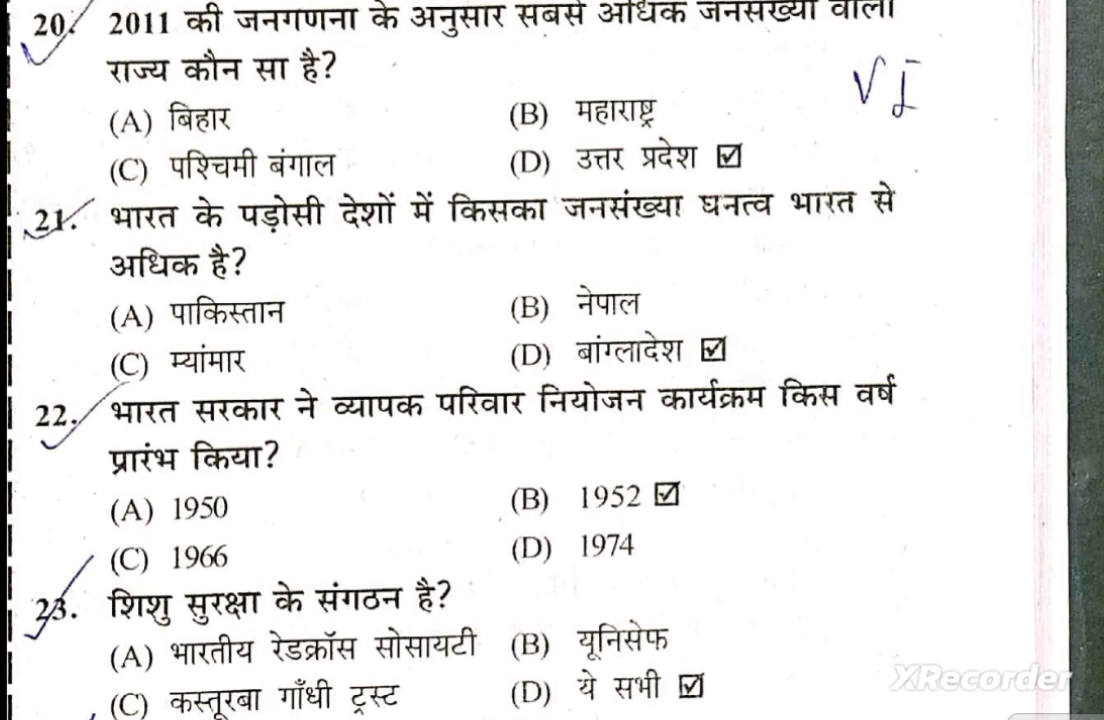 20. 2011 की जनगणना के अनुसार सबसे अधिक जनसंख्या वाला
राज्य कौन सा है?
(A) बिहार (B) महाराष्ट्र
(C) पश्चिमी बंगाल (D) उत्तर प्रदेश ☑
VI
21. भारत के पड़ोसी देशों में किसका जनसंख्या घनत्व भारत से
अधिक है?
(A) पाकिस्तान (B) नेपाल
(C) म्यांमार (D) बांग्लादेश ☑
22. भारत सरकार ने व्यापक परिवार नियोजन कार्यक्रम किस वर्ष
प्रारंभ किया?
(A) 1950 (B) 1952 ☑
(C) 1966 (D) 1974
23. शिशु सुरक्षा के संगठन है?
(A) भारतीय रेडक्रॉस सोसायटी (B) यूनिसेफ
(C) कस्तूरबा गाँधी ट्रस्ट (D) ये सभी ☑
XRecorder